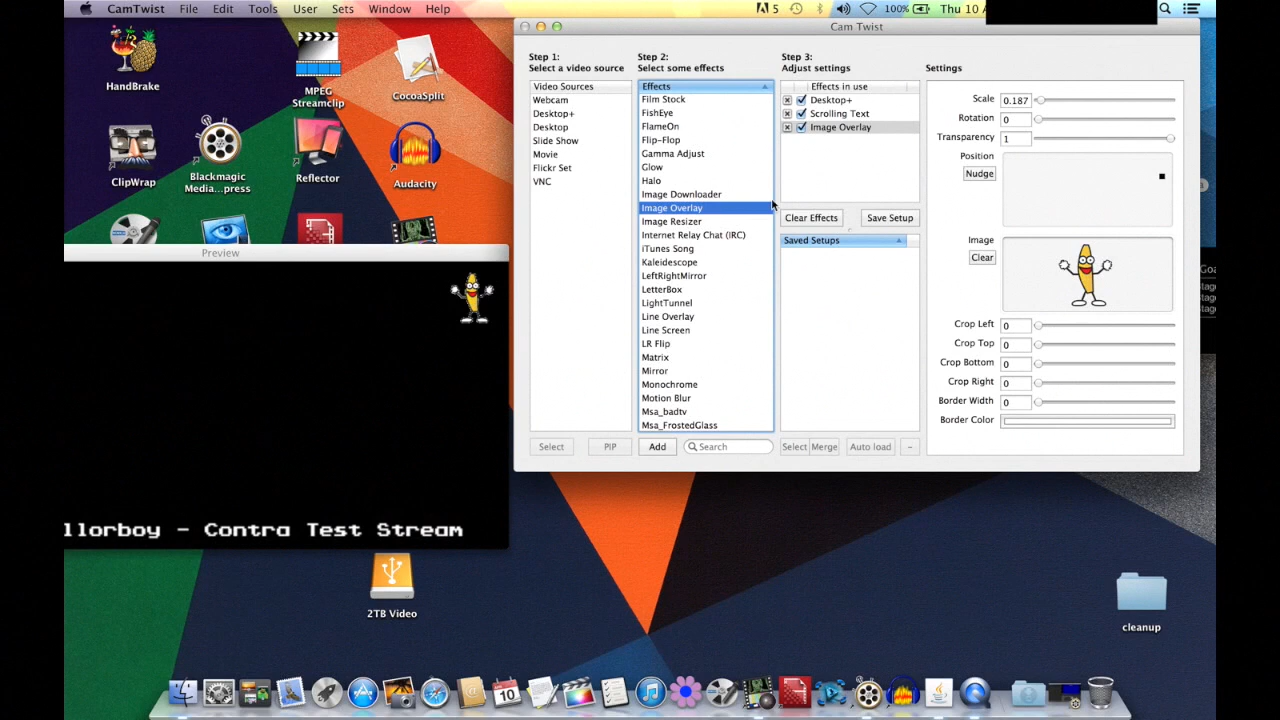 CamTwist File Edit Tools User Sets Window Help
5 100% Thu 10 A
HandBrake
MPEG
Streamclip
CocoaSplit
ClipWrap
Blackmagic
Media...press
Reflector
Audacity
Preview
llorboy - Contra Test Stream
2TB Video
cleanup
Cam Twist
Step 1:
Select a video source
Video Sources
Webcam
Desktop+
Desktop
Slide Show
Movie
Flickr Set
VNC
Select
PIP
Step 2:
Select some effects
Effects
Film Stock
FishEye
FlameOn
Flip-Flop
Gamma Adjust
Glow
Halo
Image Downloader
Image Overlay
Image Resizer
Internet Relay Chat (IRC)
iTunes Song
Kaleidescope
LeftRightMirror
LetterBox
LightTunnel
Line Overlay
Line Screen
LR Flip
Matrix
Mirror
Monochrome
Motion Blur
Msa_badtv
Msa_FrostedGlass
Add
Search
Step 3:
Adjust settings
Effects in use
Desktop+
Scrolling Text
Image Overlay
Clear Effects
Save Setup
Saved Setups
Select Merge
Auto load
-
Settings
Scale 0.187
Rotation 0
Transparency 1
Position
Nudge
Image
Clear
Crop Left 0
Crop Top 0
Crop Bottom 0
Crop Right 0
Border Width 0
Border Color
Goa
tage
tage
tage
10